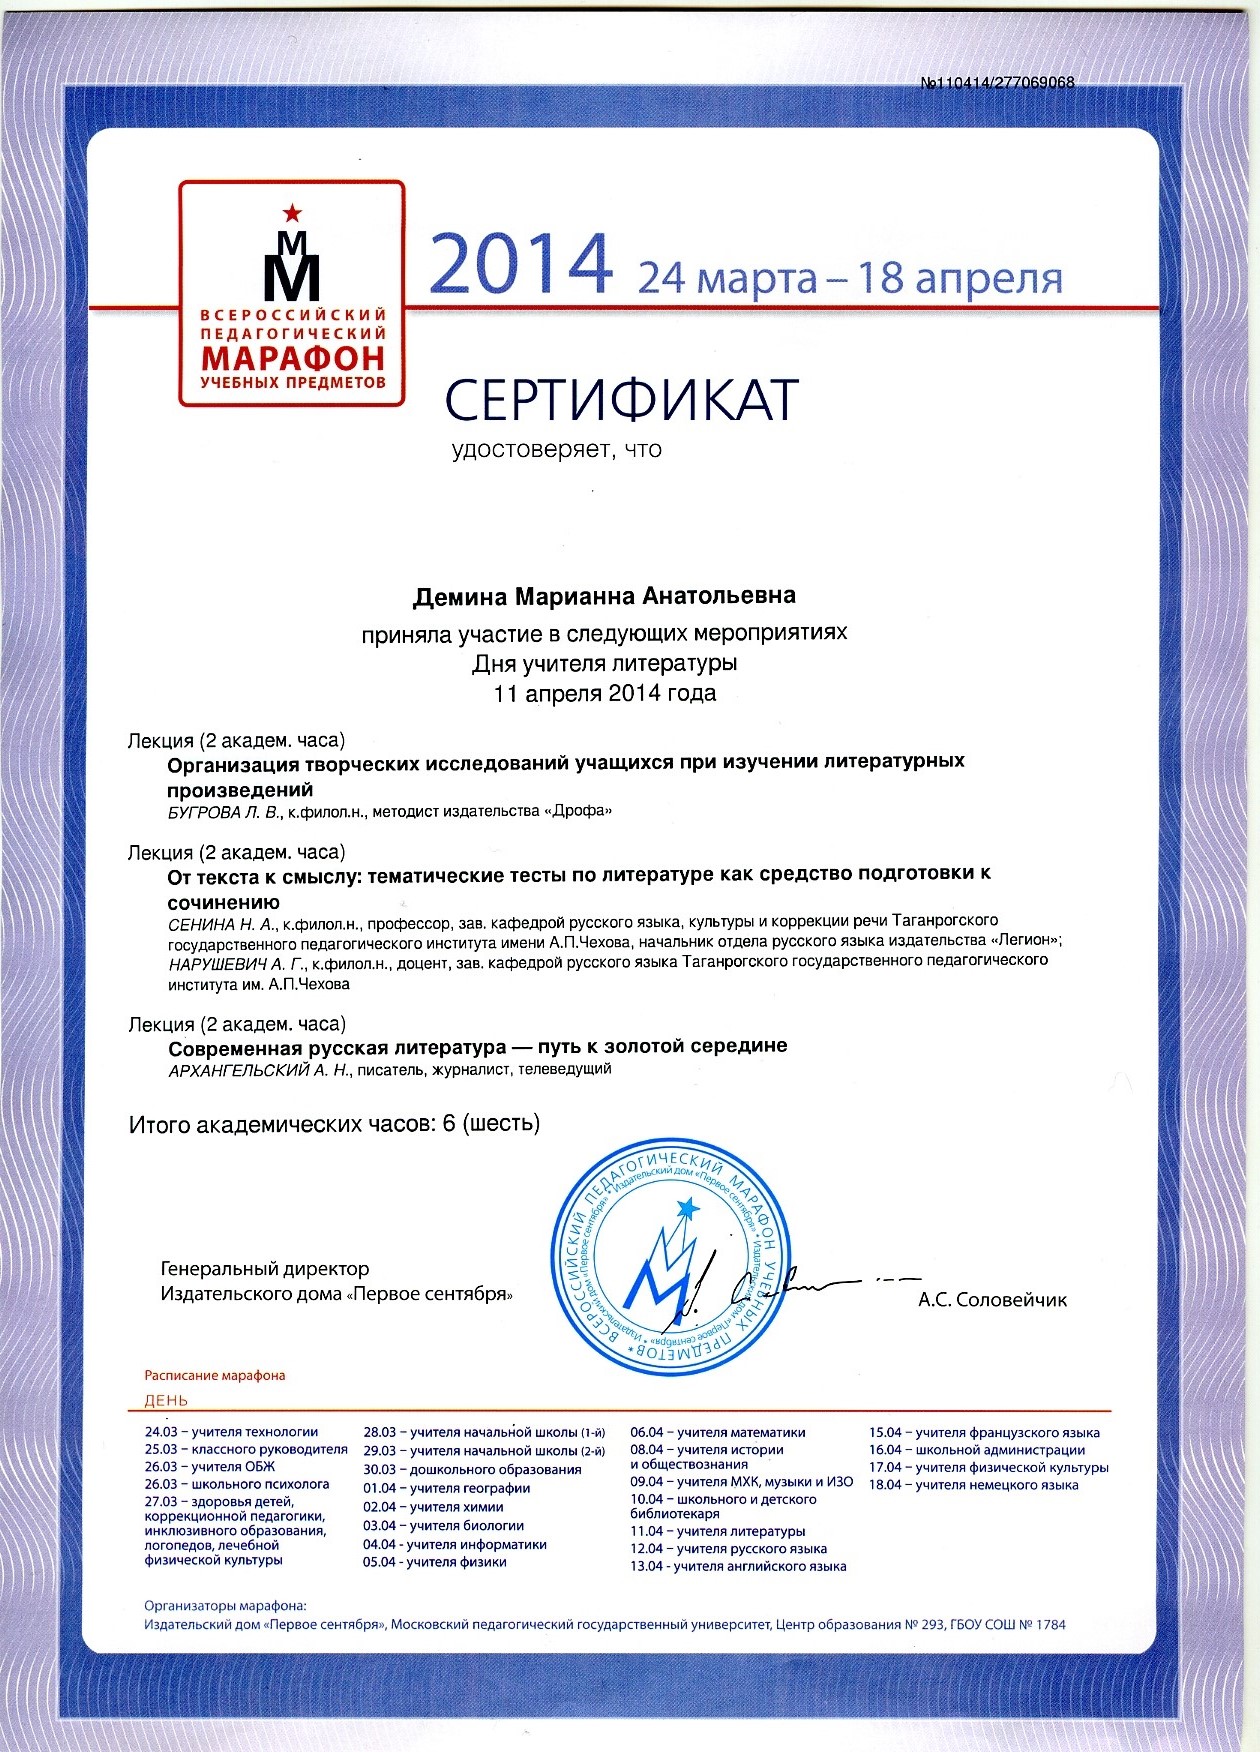 №110414/277069068
М
М
ВСЕРОССИЙСКИЙ
ПЕДАГОГИЧЕСКИЙ
МАРАФОН
УЧЕБНЫХ ПРЕДМЕТОВ
2014 24 марта – 18 апреля
СЕРТИФИКАТ
удостоверяет, что
Демина Марианна Анатольевна
приняла участие в следующих мероприятиях
Дня учителя литературы
11 апреля 2014 года
Лекция (2 академ. часа)
Организация творческих исследований учащихся при изучении литературных
произведений
БУГРОВА Л. В., к.филол.н., методист издательства «Дрофа»
Лекция (2 академ. часа)
От текста к смыслу: тематические тесты по литературе как средство подготовки к
сочинению
СЕНИНА Н. А., к.филол.н., профессор, зав. кафедрой русского языка, культуры и коррекции речи Таганрогского
государственного педагогического института имени А.П.Чехова, начальник отдела русского языка издательства «Легион»;
НАРУШЕВИЧ А. Г., к.филол.н., доцент, зав. кафедрой русского языка Таганрогского государственного педагогического
института им. А.П.Чехова
Лекция (2 академ. часа)
Современная русская литература — путь к золотой середине
АРХАНГЕЛЬСКИЙ А. Н., писатель, журналист, телеведущий
Итого академических часов: 6 (шесть)
ВСЕРОССИЙСКИЙ ПЕДАГОГИЧЕСКИЙ МАРАФОН УЧЕБНЫХ ПРЕДМЕТОВ*
Издательский дом «Первое сентября» * Издательский дом «Первое сентября» * Издательский дом «Первое сентября» *
Генеральный директор
Издательского дома «Первое сентября»
А.С. Соловейчик
Расписание марафона
ДЕНЬ
24.03 – учителя технологии
25.03 – классного руководителя
26.03 – учителя ОБЖ
26.03 – школьного психолога
27.03 – здоровья детей,
коррекционной педагогики,
инклюзивного образования,
логопедов, лечебной
физической культуры
28.03 – учителя начальной школы (1-й)
29.03 – учителя начальной школы (2-й)
30.03 – дошкольного образования
01.04 – учителя географии
02.04 – учителя химии
03.04 – учителя биологии
04.04 - учителя информатики
05.04 - учителя физики
06.04 – учителя математики
08.04 – учителя истории
и обществознания
09.04 – учителя МХК, музыки и ИЗО
10.04 – школьного и детского
библиотекаря
11.04 – учителя литературы
12.04 – учителя русского языка
13.04 - учителя английского языка
15.04 – учителя французского языка
16.04 – школьной администрации
17.04 – учителя физической культуры
18.04 – учителя немецкого языка
Организаторы марафона:
Издательский дом «Первое сентября», Московский педагогический государственный университет, Центр образования № 293, ГБОУ СОШ № 1784